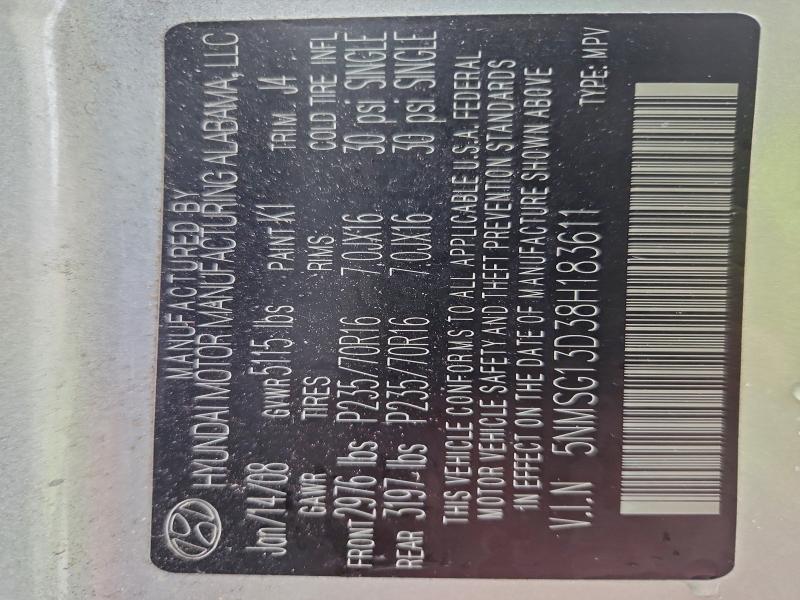 MANUFACTURED BY
HYUNDAI MOTOR MANUFACTURING ALABAMA, LLC
Jan/14/08 GVWR 5115 lbs PAINT K1 TRIM J4
GAWR TIRES RMS COLD TIRE INFL
FRONT 2976 lbs P235/70R16 7.0JX16 30 psi SINGLE
REAR 3197 lbs P235/70R16 7.0JX16 30 psi SINGLE
THIS VEHICLE CONFORMS TO ALL APPLICABLE U.S.A. FEDERAL
MOTOR VEHICLE SAFETY AND THEFT PREVENTION STANDARDS
IN EFFECT ON THE DATE OF MANUFACTURE SHOWN ABOVE
V.I.N 5NMSG13D38H183611 TYPE: MPV